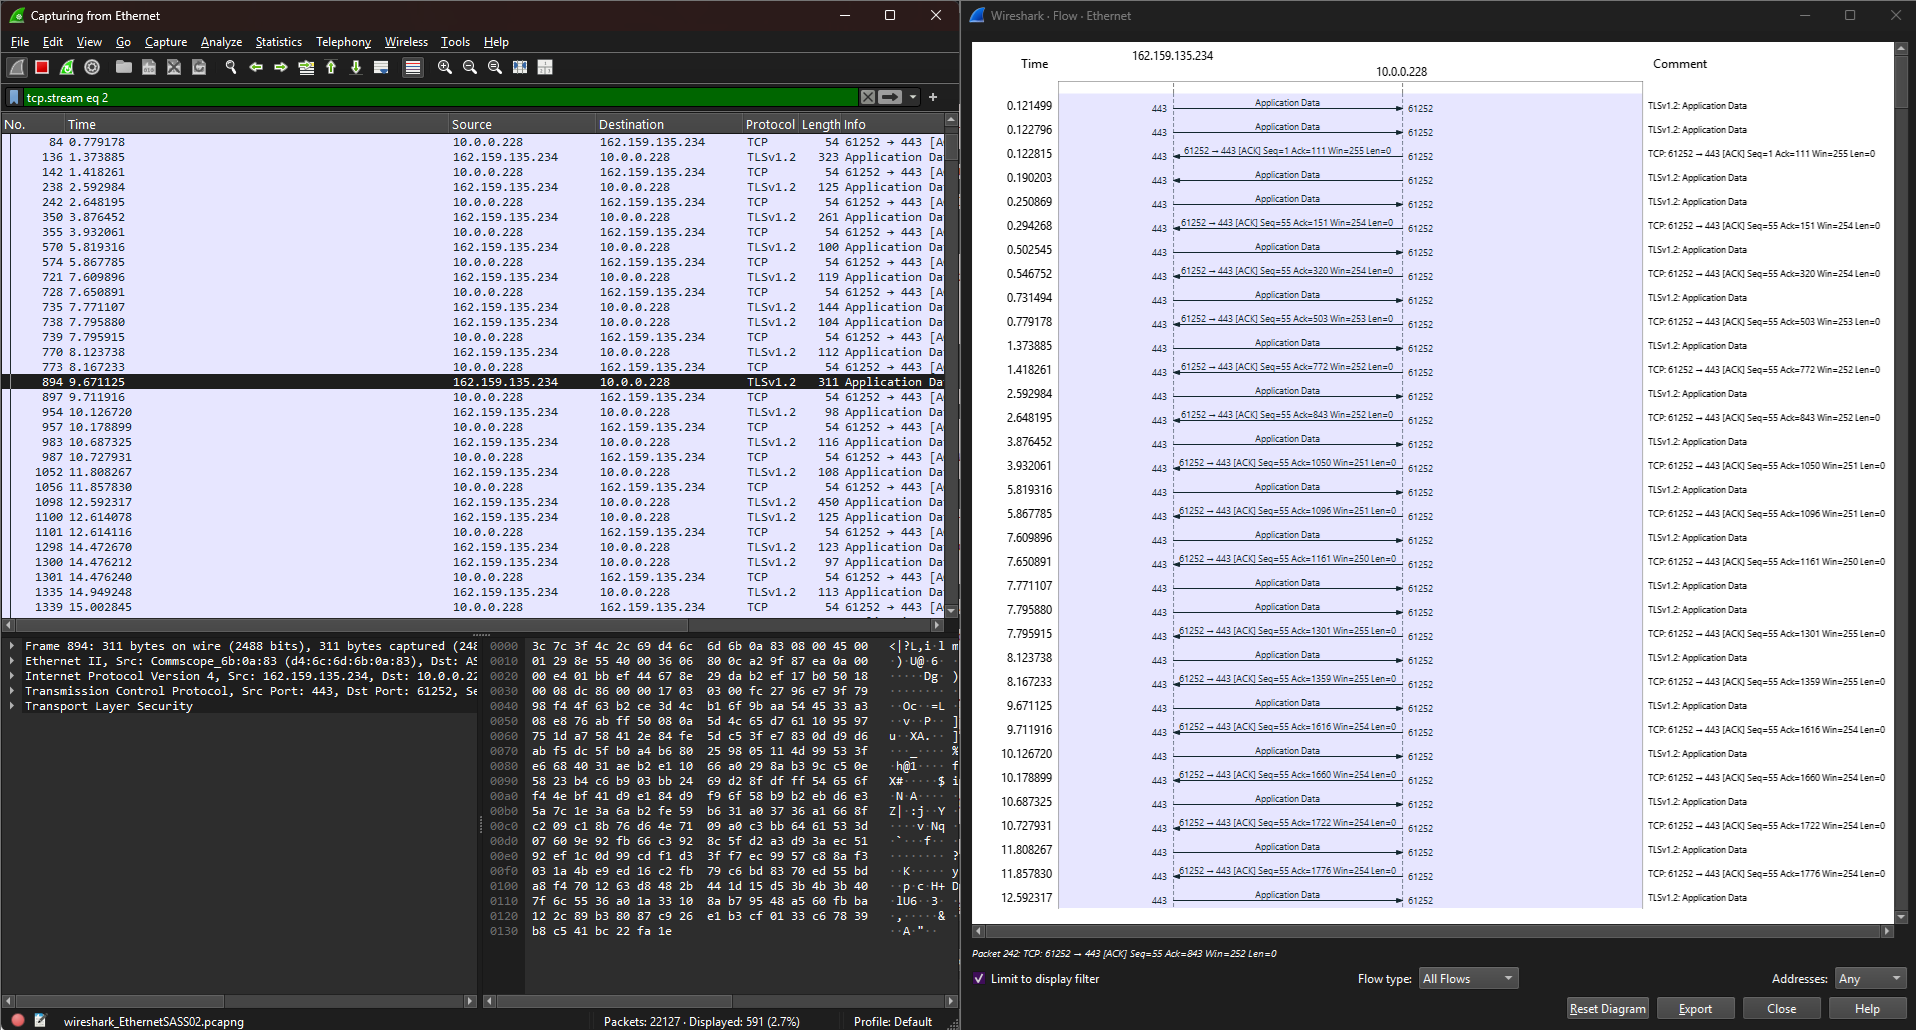 Capturing from Ethernet
File Edit View Go Capture Analyze Statistics Telephony Wireless Tools Help
tcp.stream eq 2
No. Time Source Destination Protocol Length Info
84 0.779178 10.0.0.228 162.159.135.234 TCP 54 61252 → 443 [A
136 1.373885 162.159.135.234 10.0.0.228 TLSv1.2 323 Application Da
142 1.418261 10.0.0.228 162.159.135.234 TCP 54 61252 → 443 [A
238 2.592984 162.159.135.234 10.0.0.228 TLSv1.2 125 Application Da
242 2.648195 10.0.0.228 162.159.135.234 TCP 54 61252 → 443 [A
350 3.876452 162.159.135.234 10.0.0.228 TLSv1.2 261 Application Da
355 3.932061 10.0.0.228 162.159.135.234 TCP 54 61252 → 443 [A
570 5.819316 162.159.135.234 10.0.0.228 TLSv1.2 100 Application Da
574 5.867785 10.0.0.228 162.159.135.234 TCP 54 61252 → 443 [A
721 7.609896 162.159.135.234 10.0.0.228 TLSv1.2 119 Application Da
728 7.650891 10.0.0.228 162.159.135.234 TCP 54 61252 → 443 [A
735 7.771107 162.159.135.234 10.0.0.228 TLSv1.2 144 Application Da
738 7.795880 162.159.135.234 10.0.0.228 TLSv1.2 104 Application Da
739 7.795915 10.0.0.228 162.159.135.234 TCP 54 61252 → 443 [A
770 8.123738 162.159.135.234 10.0.0.228 TLSv1.2 112 Application Da
773 8.167233 10.0.0.228 162.159.135.234 TCP 54 61252 → 443 [A
894 9.671125 162.159.135.234 10.0.0.228 TLSv1.2 311 Application Da
897 9.711916 10.0.0.228 162.159.135.234 TCP 54 61252 → 443 [A
954 10.126720 162.159.135.234 10.0.0.228 TLSv1.2 98 Application Da
957 10.178899 10.0.0.228 162.159.135.234 TCP 54 61252 → 443 [A
983 10.687325 162.159.135.234 10.0.0.228 TLSv1.2 116 Application Da
987 10.727931 10.0.0.228 162.159.135.234 TCP 54 61252 → 443 [A
1052 11.808267 162.159.135.234 10.0.0.228 TLSv1.2 108 Application Da
1056 11.857830 10.0.0.228 162.159.135.234 TCP 54 61252 → 443 [A
1098 12.592317 162.159.135.234 10.0.0.228 TLSv1.2 450 Application Da
1100 12.614078 162.159.135.234 10.0.0.228 TLSv1.2 125 Application Da
1101 12.614116 10.0.0.228 162.159.135.234 TCP 54 61252 → 443 [A
1298 14.472670 162.159.135.234 10.0.0.228 TLSv1.2 123 Application Da
1300 14.476212 162.159.135.234 10.0.0.228 TLSv1.2 97 Application Da
1301 14.476240 10.0.0.228 162.159.135.234 TCP 54 61252 → 443 [A
1335 14.949248 162.159.135.234 10.0.0.228 TLSv1.2 113 Application Da
1339 15.002845 10.0.0.228 162.159.135.234 TCP 54 61252 → 443 [A
Frame 894: 311 bytes on wire (2488 bits), 311 bytes captured (248
Ethernet II, Src: Commscope_6b:0a:83 (d4:6c:6d:6b:0a:83), Dst: AS
Internet Protocol Version 4, Src: 162.159.135.234, Dst: 10.0.0.22
Transmission Control Protocol, Src Port: 443, Dst Port: 61252, Se
Transport Layer Security
0000 3c 7c 3f 4c 2c 69 d4 6c 6d 6b 0a 83 08 00 45 00
0010 01 29 8e 55 40 00 36 06 80 0c a2 9f 87 ea 0a 00
0020 00 e4 01 bb ef 44 67 8e 29 da b2 ef 17 b0 50 18
0030 00 08 dc 86 00 00 17 03 03 00 fc 27 96 e7 9f 79
0040 98 f4 4f 63 b2 ce 3d 4c b1 6f 9b aa 54 45 33 a3
0050 08 e8 76 ab ff 50 08 0a 5d 4c 65 d7 61 10 95 97
0060 75 1d a7 58 41 2e 84 fe 5d c5 3f e7 83 0d d9 d6
0070 ab f5 dc 5f b0 a4 b6 80 25 98 05 11 4d 99 53 3f
0080 e6 68 40 31 ae b2 e1 10 66 a0 29 8a b3 9c c5 0e
0090 58 23 b4 c6 b9 03 bb 24 69 d2 8f df ff 54 65 6f
00a0 f4 4e bf 41 d9 e1 84 d9 f9 6f 58 b9 b2 eb d6 e3
00b0 5a 7c 1e 3a 6a b2 fe 59 b6 31 a0 37 36 a1 66 8f
00c0 c2 09 c1 8b 76 d6 4e 71 09 a0 c3 bb 64 61 53 3d
00d0 07 60 9e 92 fb 66 c3 92 8c 5f d2 a3 d9 3a ec 51
00e0 92 ef 1c 0d 99 cd f1 d3 3f f7 ec 99 57 c8 8a f3
00f0 03 1a 4b e9 ed 16 c2 fb 79 c6 bd 83 70 ed 55 bd
0100 a8 f4 70 12 63 d8 48 2b 44 1d 15 d5 3b 4b 3b 40
0110 7f 6c 55 36 a0 1a 33 10 8a b7 95 48 a5 60 fb ba
0120 12 2c 89 b3 80 87 c9 26 e1 b3 cf 01 33 c6 78 39
0130 b8 c5 41 bc 22 fa 1e
wireshark_EthernetSASS02.pcapng Packets: 22127 · Displayed: 591 (2.7%) Profile: Default
Wireshark · Flow · Ethernet
Time 162.159.135.234 10.0.0.228 Comment
0.121499 443 Application Data 61252 TLSv1.2: Application Data
0.122796 443 Application Data 61252 TLSv1.2: Application Data
0.122815 443 61252 → 443 [ACK] Seq=1 Ack=111 Win=255 Len=0 61252 TCP: 61252 → 443 [ACK] Seq=1 Ack=111 Win=255 Len=0
0.190203 443 Application Data 61252 TLSv1.2: Application Data
0.250869 443 Application Data 61252 TLSv1.2: Application Data
0.294268 443 61252 → 443 [ACK] Seq=55 Ack=151 Win=254 Len=0 61252 TCP: 61252 → 443 [ACK] Seq=55 Ack=151 Win=254 Len=0
0.502545 443 Application Data 61252 TLSv1.2: Application Data
0.546752 443 61252 → 443 [ACK] Seq=55 Ack=320 Win=254 Len=0 61252 TCP: 61252 → 443 [ACK] Seq=55 Ack=320 Win=254 Len=0
0.731494 443 Application Data 61252 TLSv1.2: Application Data
0.779178 443 61252 → 443 [ACK] Seq=55 Ack=503 Win=253 Len=0 61252 TCP: 61252 → 443 [ACK] Seq=55 Ack=503 Win=253 Len=0
1.373885 443 Application Data 61252 TLSv1.2: Application Data
1.418261 443 61252 → 443 [ACK] Seq=55 Ack=772 Win=252 Len=0 61252 TCP: 61252 → 443 [ACK] Seq=55 Ack=772 Win=252 Len=0
2.592984 443 Application Data 61252 TLSv1.2: Application Data
2.648195 443 61252 → 443 [ACK] Seq=55 Ack=843 Win=252 Len=0 61252 TCP: 61252 → 443 [ACK] Seq=55 Ack=843 Win=252 Len=0
3.876452 443 Application Data 61252 TLSv1.2: Application Data
3.932061 443 61252 → 443 [ACK] Seq=55 Ack=1050 Win=251 Len=0 61252 TCP: 61252 → 443 [ACK] Seq=55 Ack=1050 Win=251 Len=0
5.819316 443 Application Data 61252 TLSv1.2: Application Data
5.867785 443 61252 → 443 [ACK] Seq=55 Ack=1096 Win=251 Len=0 61252 TCP: 61252 → 443 [ACK] Seq=55 Ack=1096 Win=251 Len=0
7.609896 443 Application Data 61252 TLSv1.2: Application Data
7.650891 443 61252 → 443 [ACK] Seq=55 Ack=1161 Win=250 Len=0 61252 TCP: 61252 → 443 [ACK] Seq=55 Ack=1161 Win=250 Len=0
7.771107 443 Application Data 61252 TLSv1.2: Application Data
7.795880 443 Application Data 61252 TLSv1.2: Application Data
7.795915 443 61252 → 443 [ACK] Seq=55 Ack=1301 Win=255 Len=0 61252 TCP: 61252 → 443 [ACK] Seq=55 Ack=1301 Win=255 Len=0
8.123738 443 Application Data 61252 TLSv1.2: Application Data
8.167233 443 61252 → 443 [ACK] Seq=55 Ack=1359 Win=255 Len=0 61252 TCP: 61252 → 443 [ACK] Seq=55 Ack=1359 Win=255 Len=0
9.671125 443 Application Data 61252 TLSv1.2: Application Data
9.711916 443 61252 → 443 [ACK] Seq=55 Ack=1616 Win=254 Len=0 61252 TCP: 61252 → 443 [ACK] Seq=55 Ack=1616 Win=254 Len=0
10.126720 443 Application Data 61252 TLSv1.2: Application Data
10.178899 443 61252 → 443 [ACK] Seq=55 Ack=1660 Win=254 Len=0 61252 TCP: 61252 → 443 [ACK] Seq=55 Ack=1660 Win=254 Len=0
10.687325 443 Application Data 61252 TLSv1.2: Application Data
10.727931 443 61252 → 443 [ACK] Seq=55 Ack=1722 Win=254 Len=0 61252 TCP: 61252 → 443 [ACK] Seq=55 Ack=1722 Win=254 Len=0
11.808267 443 Application Data 61252 TLSv1.2: Application Data
11.857830 443 61252 → 443 [ACK] Seq=55 Ack=1776 Win=254 Len=0 61252 TCP: 61252 → 443 [ACK] Seq=55 Ack=1776 Win=254 Len=0
12.592317 443 Application Data 61252 TLSv1.2: Application Data
Packet 242: TCP: 61252 → 443 [ACK] Seq=55 Ack=843 Win=252 Len=0
Limit to display filter Flow type: All Flows Addresses: Any
Reset Diagram Export Close Help